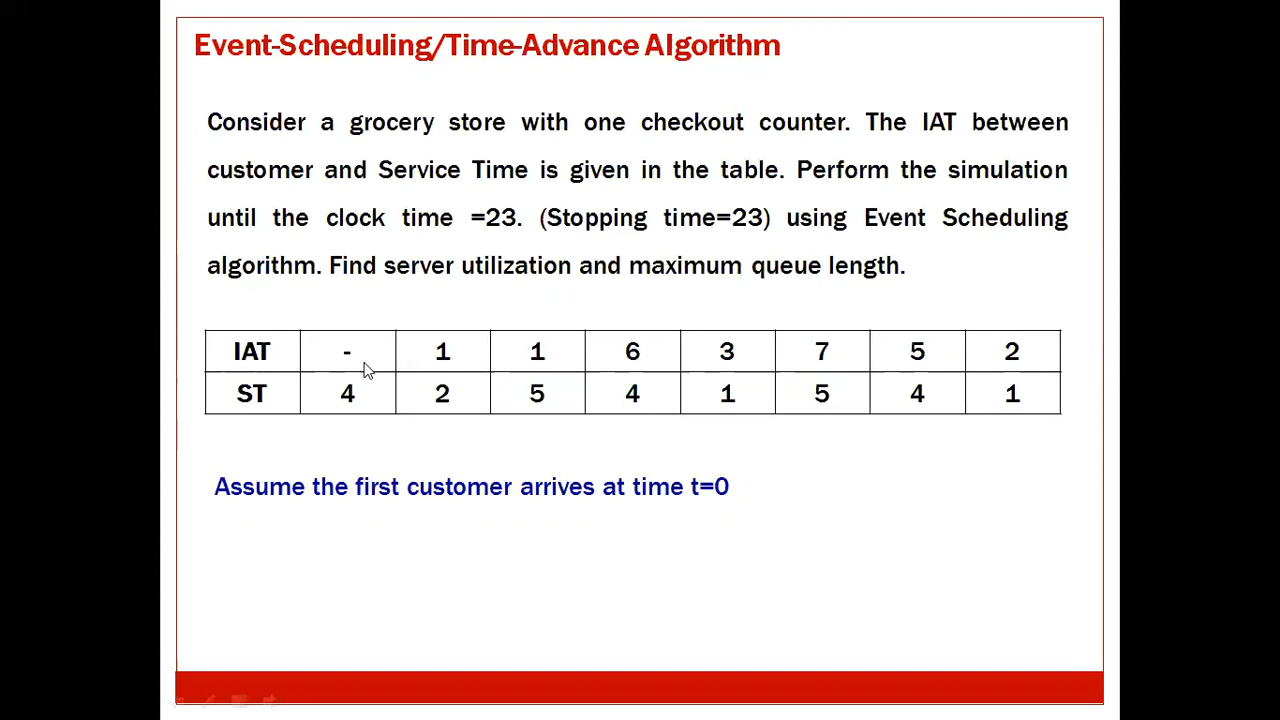 Event-Scheduling/Time-Advance Algorithm
Consider a grocery store with one checkout counter. The IAT between
customer and Service Time is given in the table. Perform the simulation
until the clock time =23. (Stopping time=23) using Event Scheduling
algorithm. Find server utilization and maximum queue length.
IAT - 1 1 6 3 7 5 2
ST 4 2 5 4 1 5 4 1
Assume the first customer arrives at time t=0